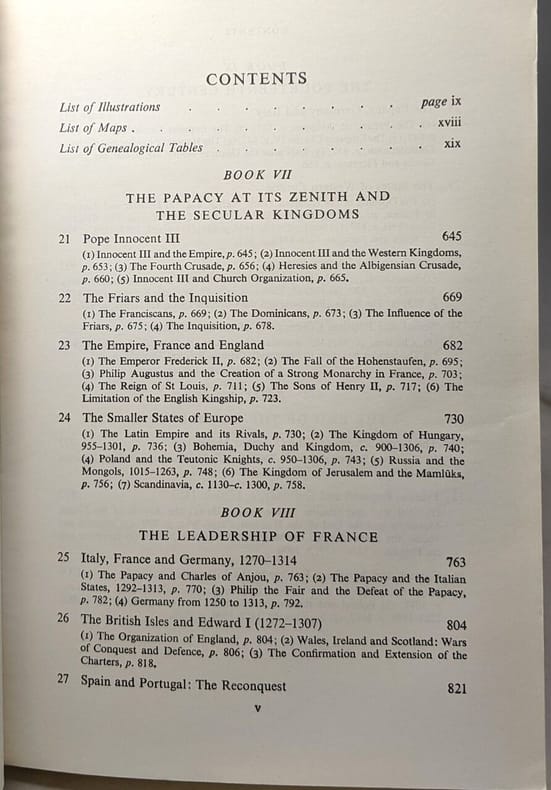 CONTENTS
List of Illustrations . . . . . . . . page ix
List of Maps . . . . . . . . . xviii
List of Genealogical Tables . . . . . . . xix
BOOK VII
THE PAPACY AT ITS ZENITH AND
THE SECULAR KINGDOMS
21 Pope Innocent III 645
(1) Innocent III and the Empire, p. 645; (2) Innocent III and the Western Kingdoms,
p. 653; (3) The Fourth Crusade, p. 656; (4) Heresies and the Albigensian Crusade,
p. 660; (5) Innocent III and Church Organization, p. 665.
22 The Friars and the Inquisition 669
(1) The Franciscans, p. 669; (2) The Dominicans, p. 673; (3) The Influence of the
Friars, p. 675; (4) The Inquisition, p. 678.
23 The Empire, France and England 682
(1) The Emperor Frederick II, p. 682; (2) The Fall of the Hohenstaufen, p. 695;
(3) Philip Augustus and the Creation of a Strong Monarchy in France, p. 703;
(4) The Reign of St Louis, p. 711; (5) The Sons of Henry II, p. 717; (6) The
Limitation of the English Kingship, p. 723.
24 The Smaller States of Europe 730
(1) The Latin Empire and its Rivals, p. 730; (2) The Kingdom of Hungary,
955–1301, p. 736; (3) Bohemia, Duchy and Kingdom, c. 900–1306, p. 740;
(4) Poland and the Teutonic Knights, c. 950–1306, p. 743; (5) Russia and the
Mongols, 1015–1263, p. 748; (6) The Kingdom of Jerusalem and the Mamlūks,
p. 756; (7) Scandinavia, c. 1130–c. 1300, p. 758.
BOOK VIII
THE LEADERSHIP OF FRANCE
25 Italy, France and Germany, 1270–1314 763
(1) The Papacy and Charles of Anjou, p. 763; (2) The Papacy and the Italian
States, 1292–1313, p. 770; (3) Philip the Fair and the Defeat of the Papacy,
p. 782; (4) Germany from 1250 to 1313, p. 792.
26 The British Isles and Edward I (1272–1307) 804
(1) The Organization of England, p. 804; (2) Wales, Ireland and Scotland: Wars
of Conquest and Defence, p. 806; (3) The Confirmation and Extension of the
Charters, p. 818.
27 Spain and Portugal: The Reconquest 821
v